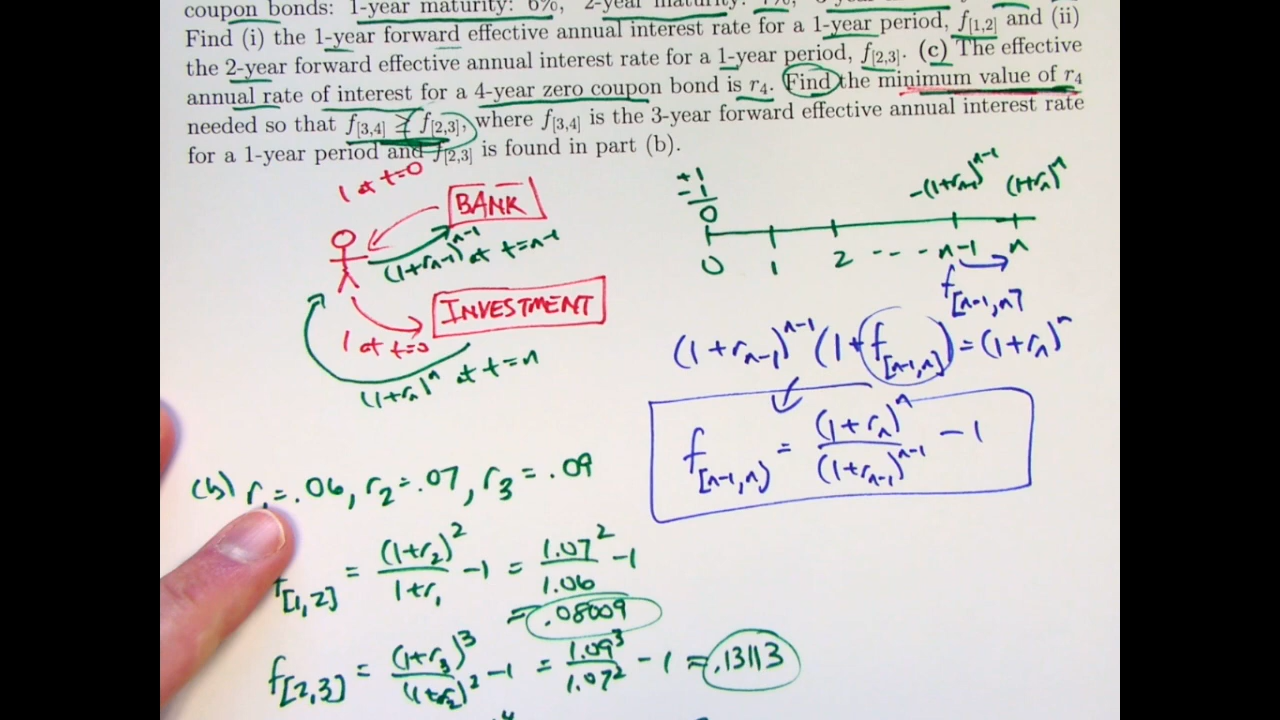 coupon bonds: 1-year maturity: 6%, 2-year maturity: 7%,
Find (i) the 1-year forward effective annual interest rate for a 1-year period, f[1,2] and (ii)
the 2-year forward effective annual interest rate for a 1-year period, f[2,3]. (c) The effective
annual rate of interest for a 4-year zero coupon bond is r4. Find the minimum value of r4
needed so that f[3,4] ≥ f[2,3], where f[3,4] is the 3-year forward effective annual interest rate
for a 1-year period and f[2,3] is found in part (b).
1 at t=0
BANK
(1+r_{n-1})^{n-1} at t=n-1
INVESTMENT
1 at t=0
(1+r_n)^n at t=n
+1
-1
0
-(1+r_{n-1})^{n-1} (1+r_n)^n
0 1 2 ---- n-1 n
f[n-1,n]
(1+r_{n-1})^{n-1} (1+f[n-1,n]) = (1+r_n)^n
f[n-1,n] = (1+r_n)^n / (1+r_{n-1})^{n-1} - 1
(b) r1=.06, r2=.07, r3=.09
f[1,2] = (1+r2)^2 / (1+r1) - 1 = 1.07^2 / 1.06 - 1
≈ .08009
f[2,3] = (1+r3)^3 / (1+r2)^2 - 1 = 1.09^3 / 1.07^2 - 1 ≈ .13113